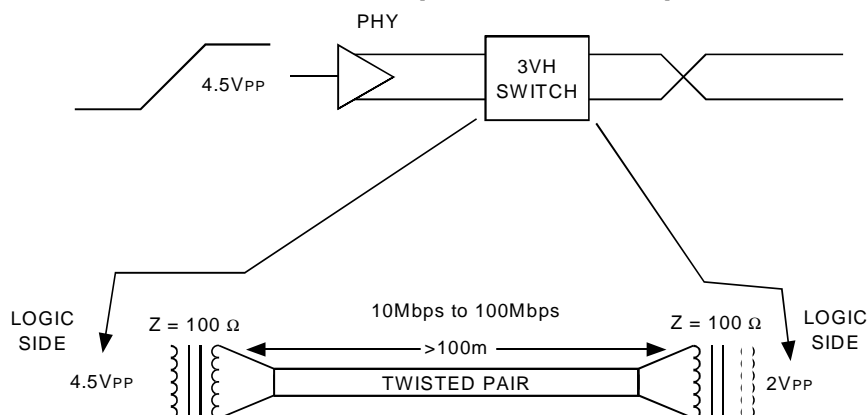 PHY
4.5VPP
3VH
SWITCH
10Mbps to 100Mbps
LOGIC
SIDE
Z = 100 Ω
Z = 100 Ω
LOGIC
SIDE
>100m
4.5VPP
TWISTED PAIR
2VPP